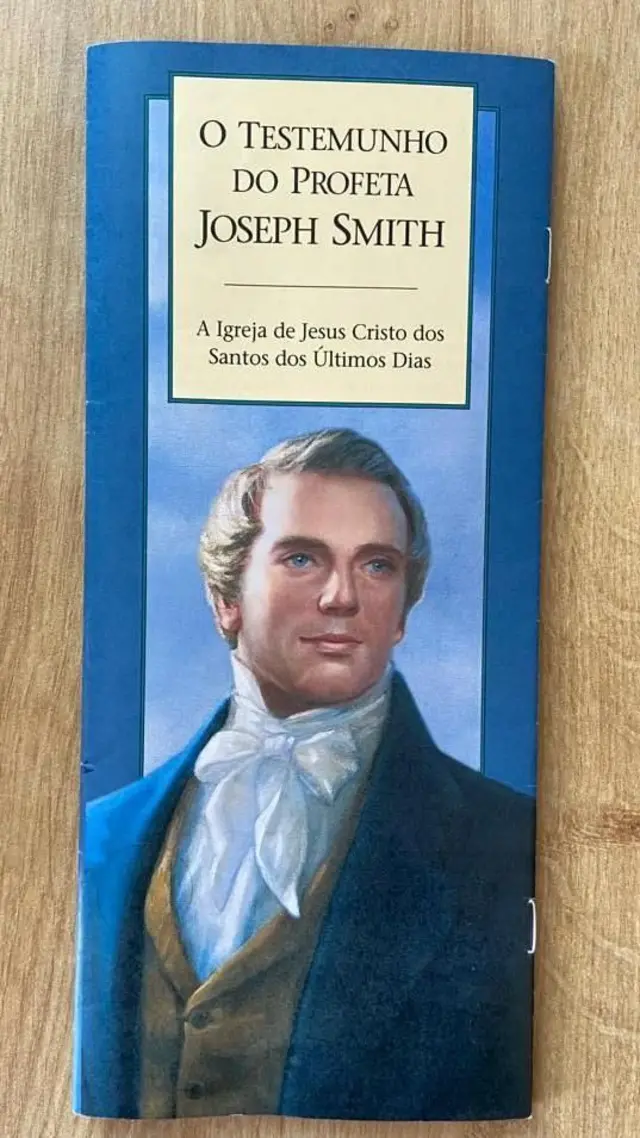 O TESTEMUNHO
DO PROFETA
JOSEPH SMITH
A Igreja de Jesus Cristo dos
Santos dos Últimos Dias